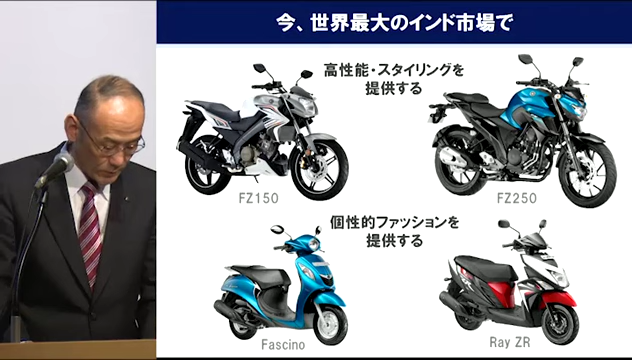 今、世界最大のインド市場で
高性能・スタイリングを
提供する
FZ150
FZ250
個性的ファッションを
提供する
Fascino
Ray ZR